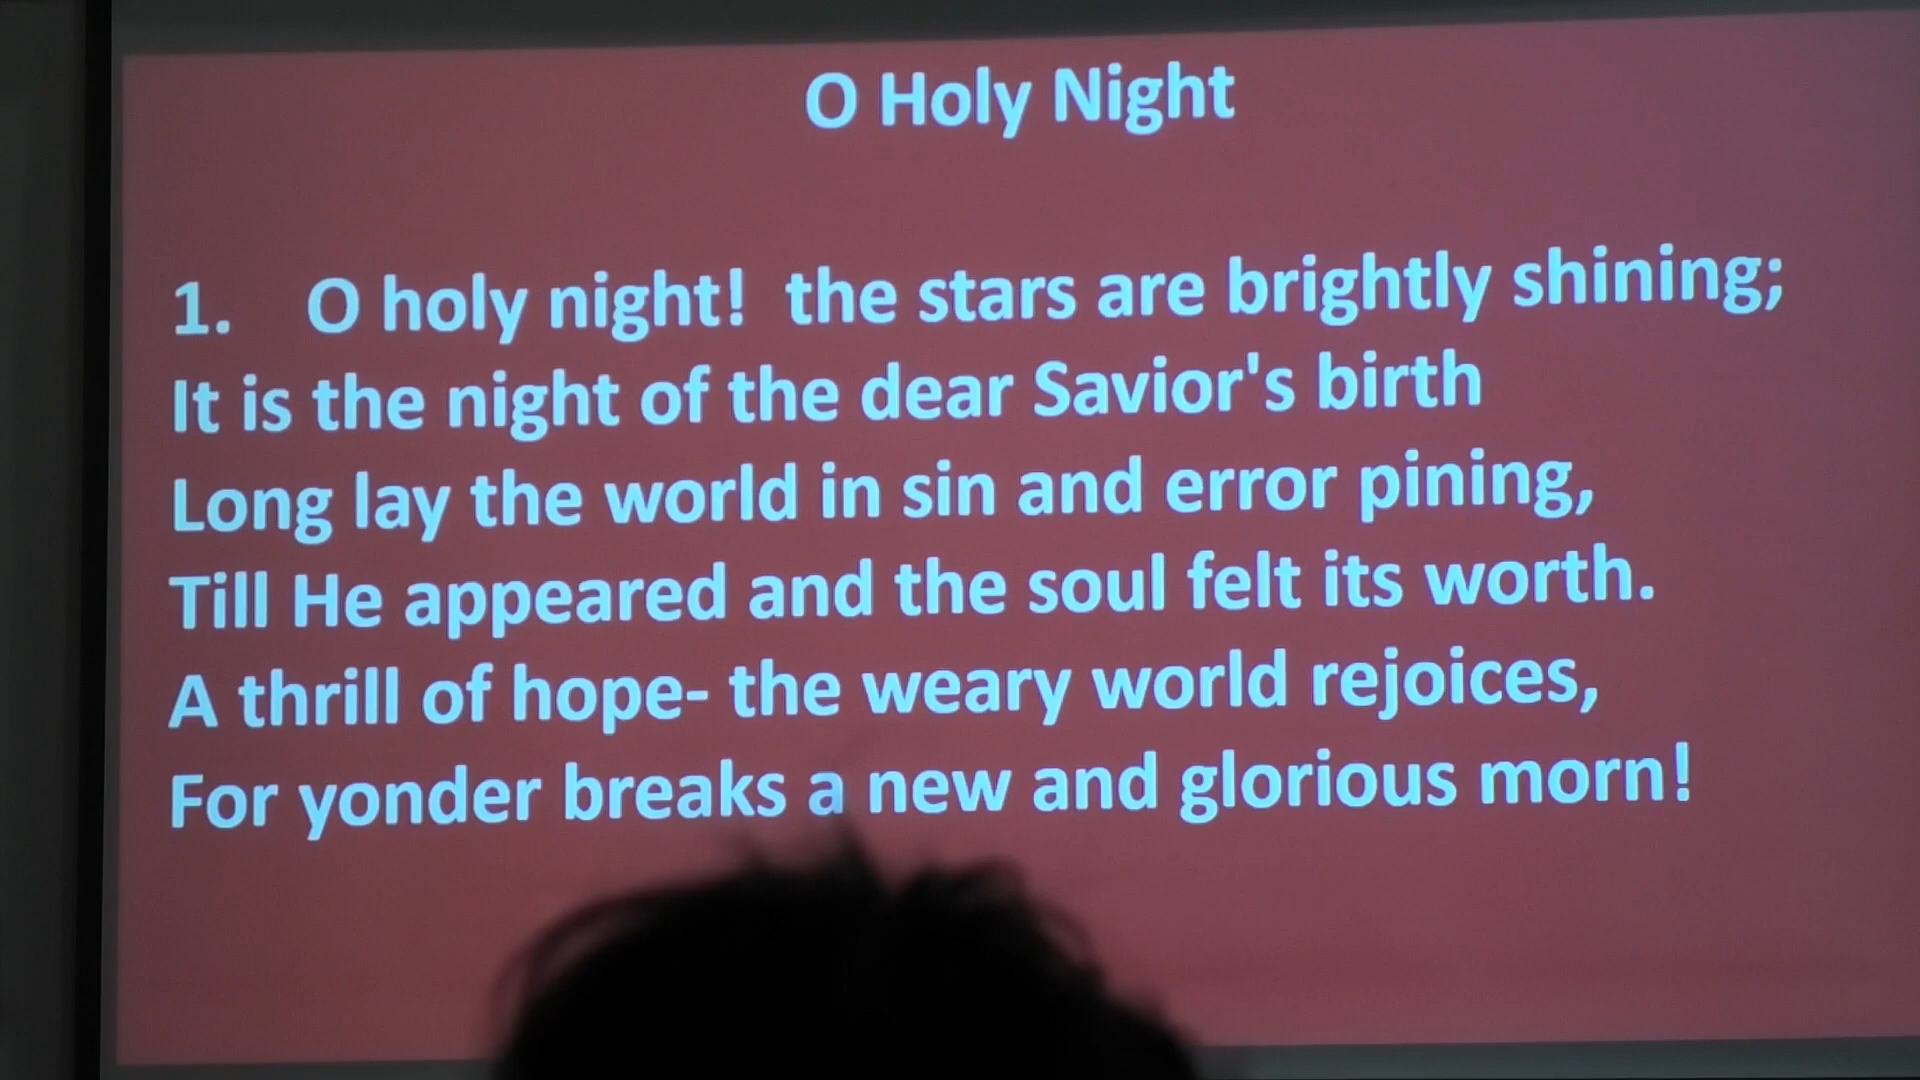 O Holy Night
1. O holy night! the stars are brightly shining;
It is the night of the dear Savior's birth
Long lay the world in sin and error pining,
Till He appeared and the soul felt its worth.
A thrill of hope- the weary world rejoices,
For yonder breaks a new and glorious morn!